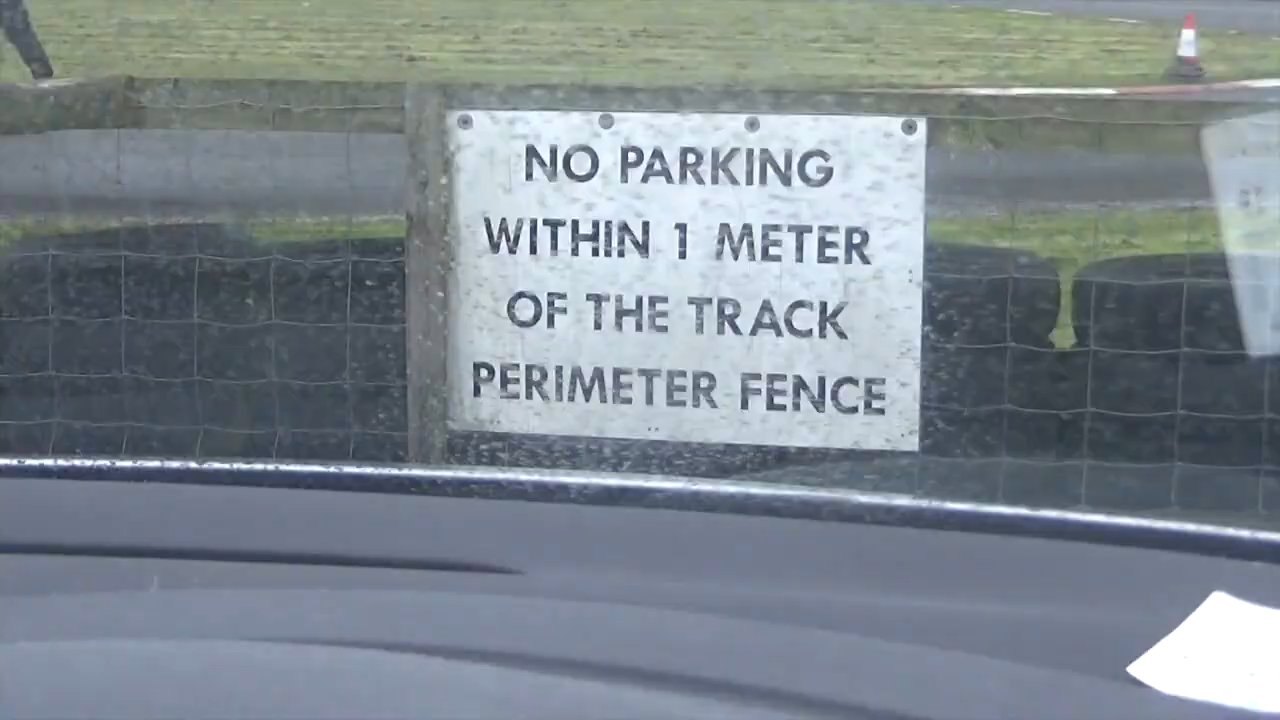 NO PARKING
WITHIN 1 METER
OF THE TRACK
PERIMETER FENCE